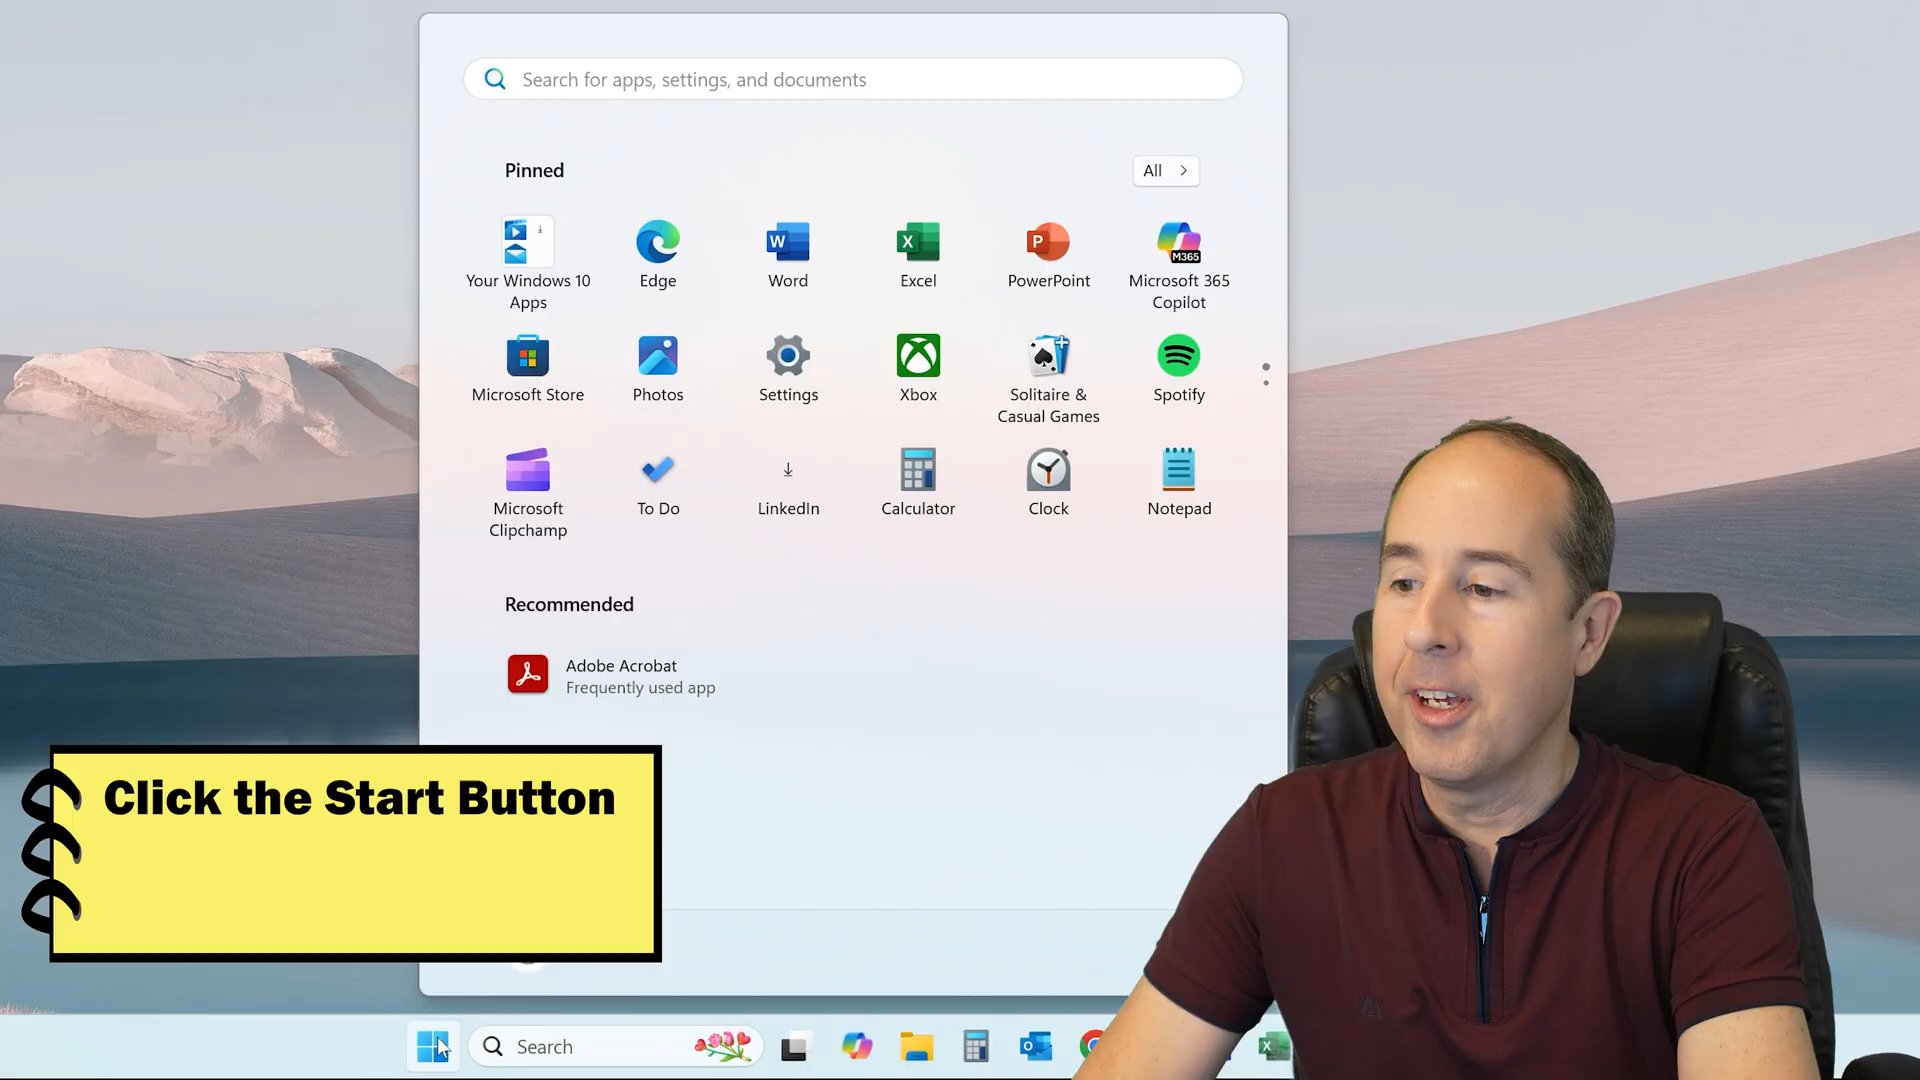 Search for apps, settings, and documents
Pinned
All
Your Windows 10
Apps
Edge
Word
Excel
PowerPoint
Microsoft 365
Copilot
M365
Microsoft Store
Photos
Settings
Xbox
Solitaire &
Casual Games
Spotify
Microsoft
Clipchamp
To Do
LinkedIn
Calculator
Clock
Notepad
Recommended
Adobe Acrobat
Frequently used app
Click the Start Button
Search